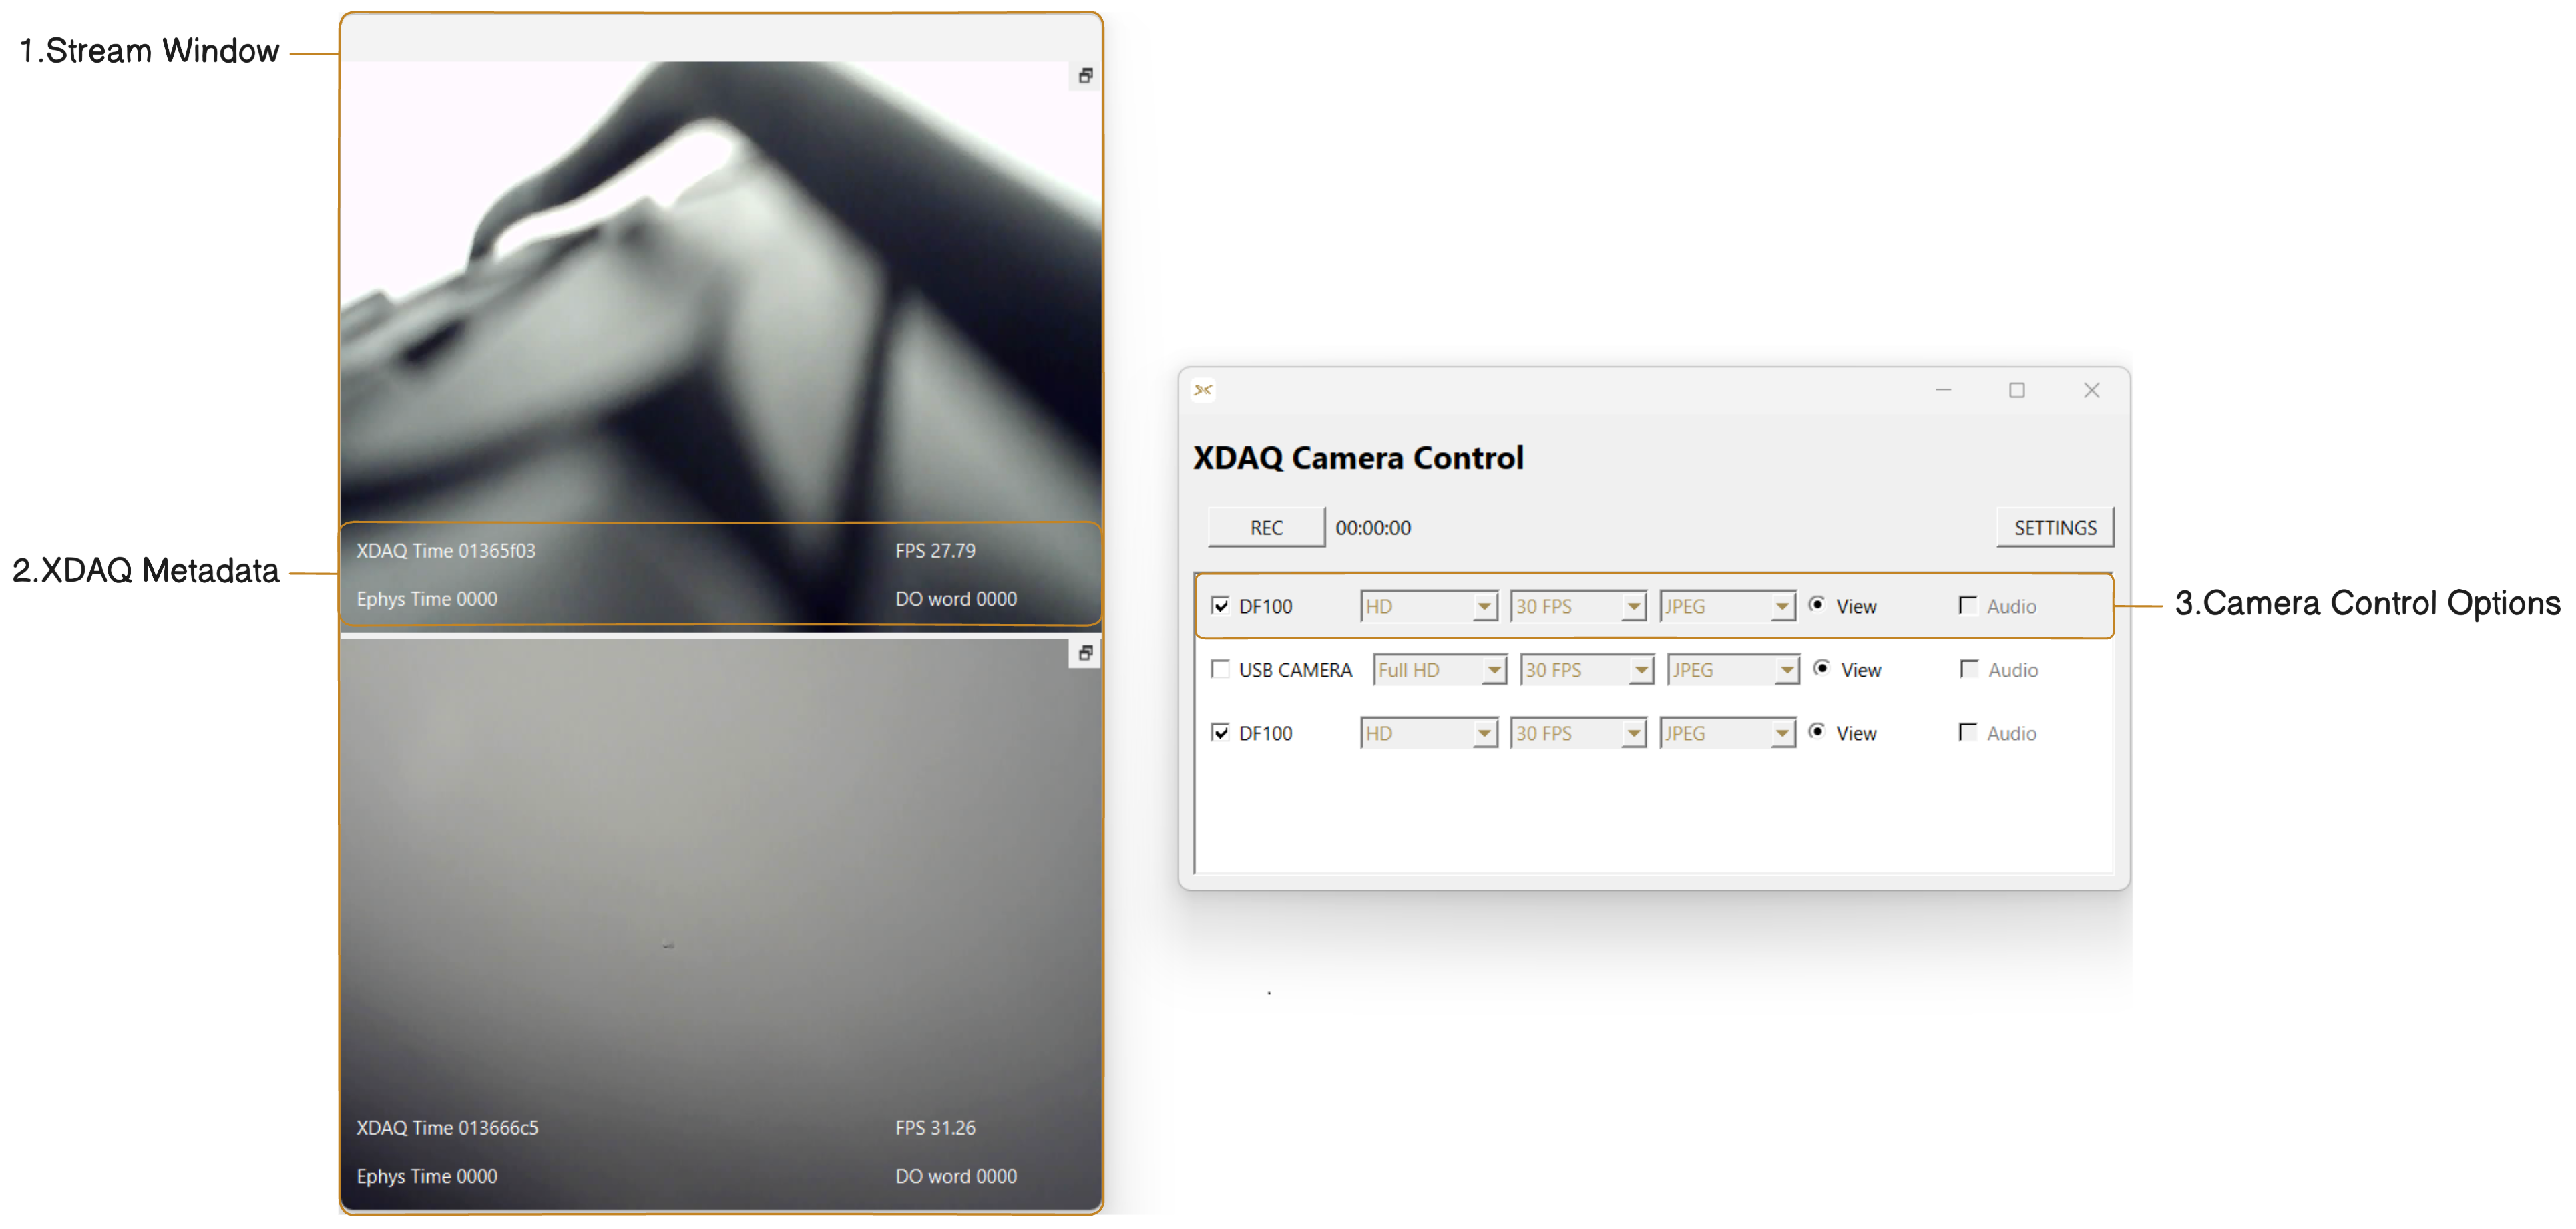 1.Stream Window
XDAQ Time 01365f03 FPS 27.79
2.XDAQ Metadata
Ephys Time 0000 DO word 0000
XDAQ Time 013666c5 FPS 31.26
Ephys Time 0000 DO word 0000
XDAQ Camera Control
REC 00:00:00 SETTINGS
DF100 HD 30 FPS JPEG View Audio
3.Camera Control Options
USB CAMERA Full HD 30 FPS JPEG View Audio
DF100 HD 30 FPS JPEG View Audio